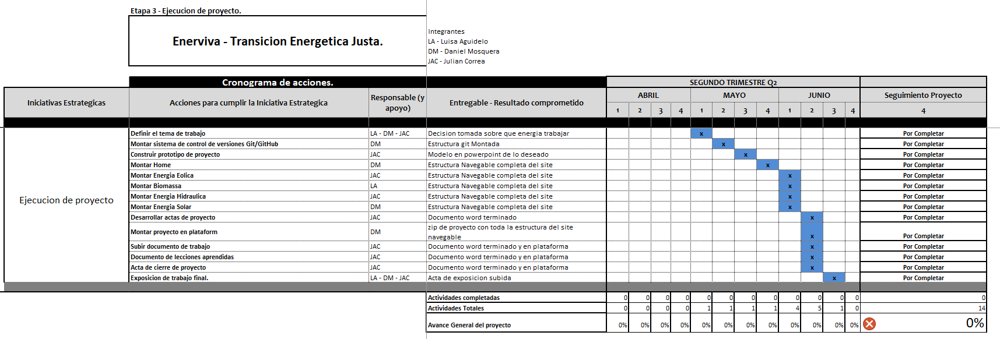 Etapa 3 - Ejecucion de proyecto.
Enerviva - Transicion Energetica Justa.
Integrantes
LA - Luisa Aguidelo
DM - Daniel Mosquera
JAC - Julian Correa
Cronograma de acciones. SEGUNDO TRIMESTRE Q2
Iniciativas Estrategicas Acciones para cumplir la Iniciativa Estrategica Responsable (y apoyo) Entregable - Resultado comprometido ABRIL MAYO JUNIO Seguimiento Proyecto
1 2 3 4 1 2 3 4 1 2 3 4 4
Ejecucion de proyecto
Definir el tema de trabajo LA - DM - JAC Decision tomada sobre que energia trabajar x Por Completar
Montar sistema de control de versiones Git/GitHub DM Estructura git Montada x Por Completar
Construir prototipo de proyecto JAC Modelo en powerpoint de lo deseado x Por Completar
Montar Home DM Estructura Navegable completa del site x Por Completar
Montar Energia Eolica JAC Estructura Navegable completa del site x Por Completar
Montar Biomassa LA Estructura Navegable completa del site x Por Completar
Montar Energia Hidraulica JAC Estructura Navegable completa del site x Por Completar
Montar Energia Solar DM Estructura Navegable completa del site x Por Completar
Desarrollar actas de proyecto JAC Documento word terminado x Por Completar
Montar proyecto en plataform DM zip de proyecto con toda la estructura del site navegable x Por Completar
Subir documento de trabajo JAC Documento word terminado y en plataforma x Por Completar
Documento de lecciones aprendidas JAC Documento word terminado y en plataforma x Por Completar
Acta de cierre de proyecto JAC Documento word terminado y en plataforma x Por Completar
Exposicion de trabajo final. LA - DM - JAC Acta de exposicion subida x Por Completar
Actividades completadas 0 0 0 0 0 0 0 0 0 0 0 0 0
Actividades Totales 0 0 0 0 1 1 1 1 4 5 1 0 14
Avance General del proyecto 0% 0% 0% 0% 0% 0% 0% 0% 0% 0% 0% 0% 0%